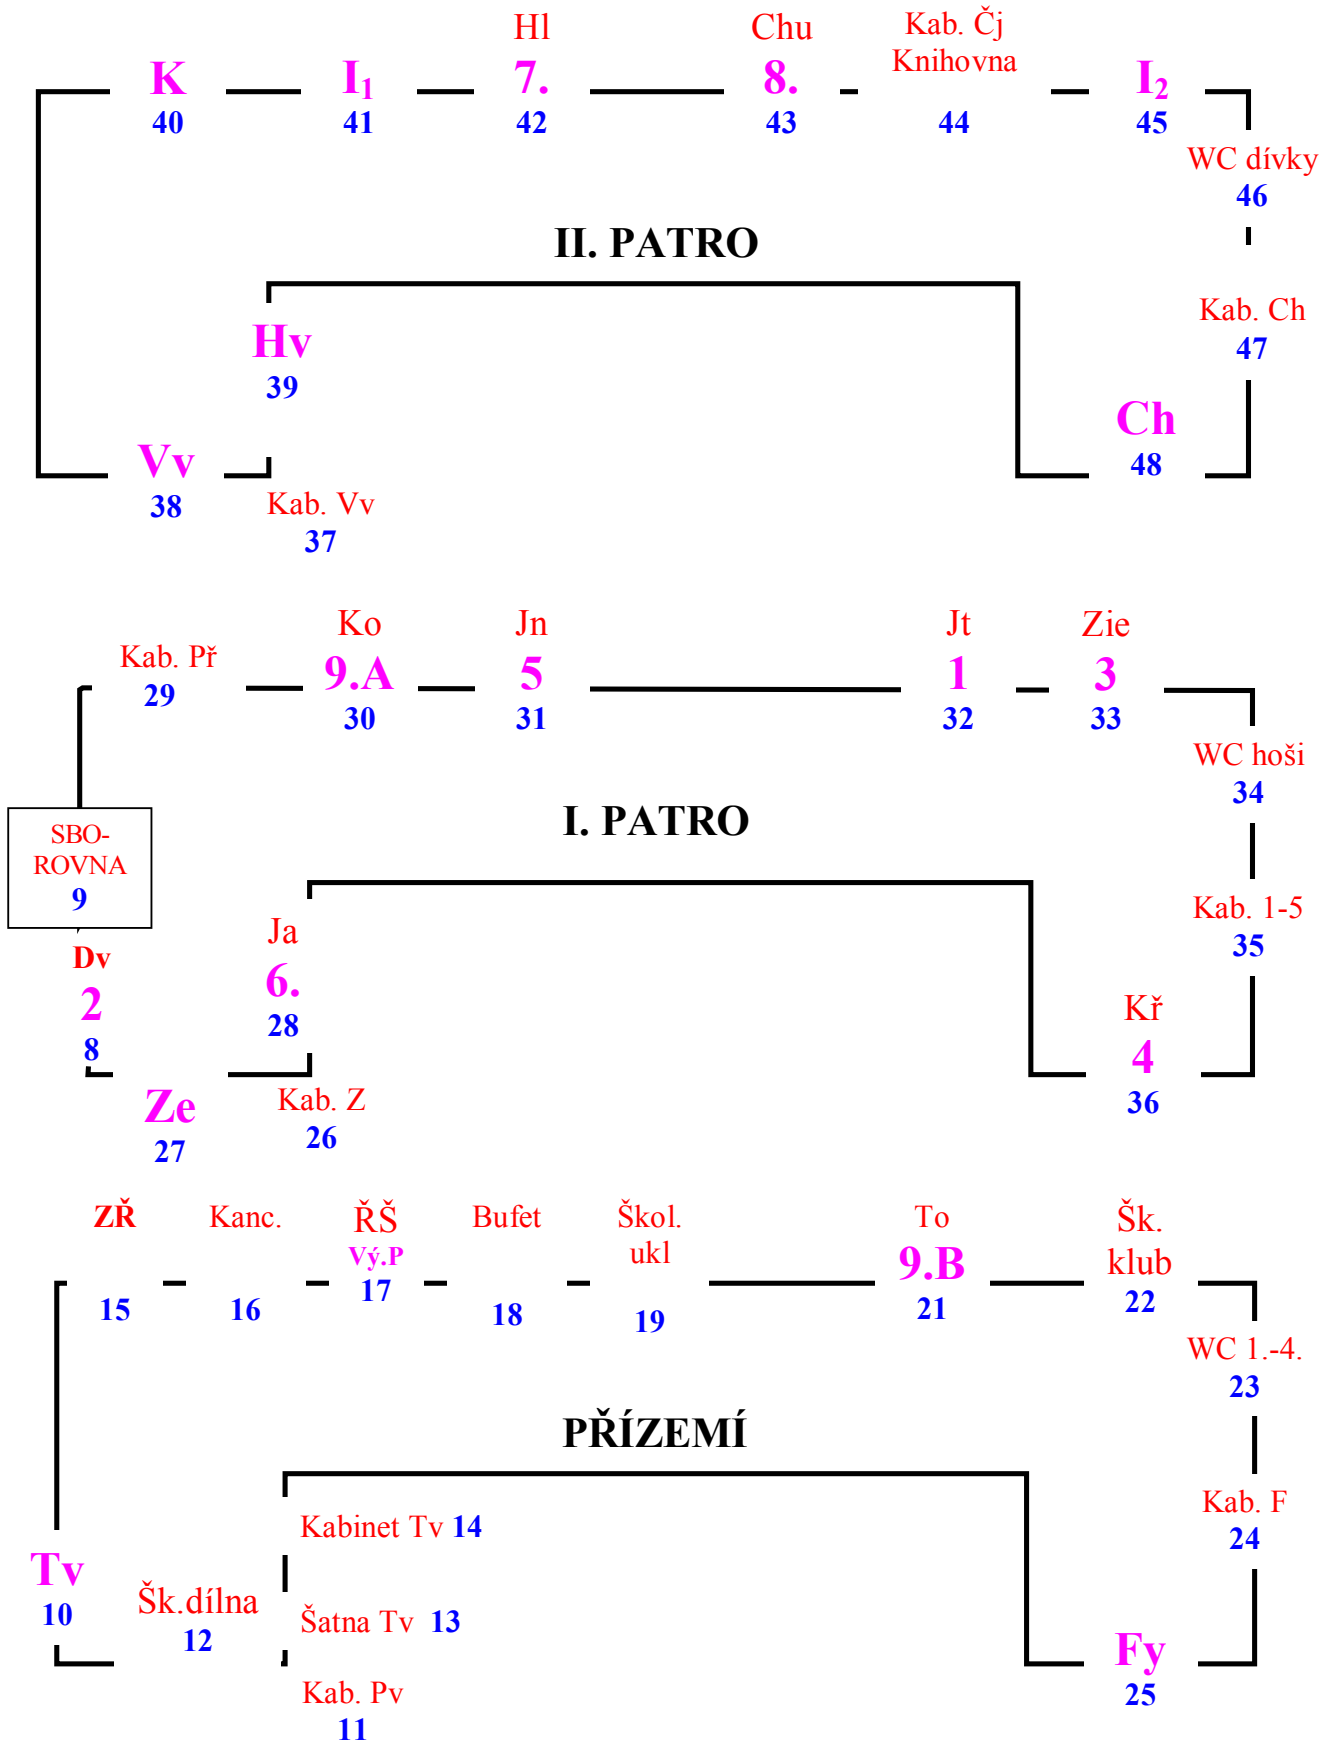 Hl
7.
42
Chu
8.
43
Kab. Čj
Knihovna
44
K
40
I₁
41
I₂
45
WC dívky
46
II. PATRO
Kab. Ch
47
Hv
39
Ch
48
Vv
38
Kab. Vv
37
Kab. Př
29
Ko
9.A
30
Jn
5
31
Jt
1
32
Zie
3
33
WC hoši
34
I. PATRO
SBO-
ROVNA
9
Kab. 1-5
35
Dv
2
8
Ja
6.
28
Kř
4
36
Ze
27
Kab. Z
26
ZŘ
15
Kanc.
16
ŘŠ
Vý.P
17
Bufet
18
Škol.
ukl
19
To
9.B
21
Šk.
klub
22
WC 1.-4.
23
PŘÍZEMÍ
Kab. F
24
Kabinet Tv 14
Tv
10
Šk.dílna
12
Šatna Tv 13
Fy
25
Kab. Pv
11